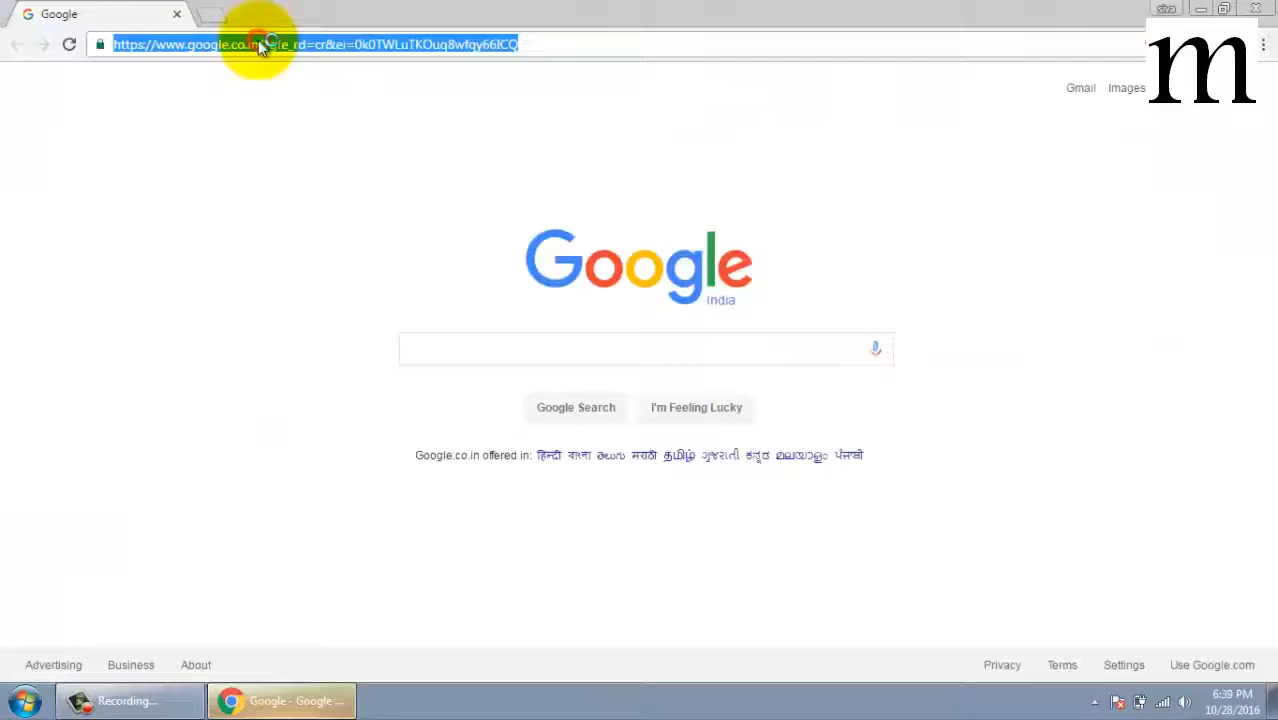 Google
https://www.google.co.in
_rd=cr&ei=0k0TWLuTKOuq8wfqy66ICQ
m
Gmail Images
Google
India
Google Search I'm Feeling Lucky
Google.co.in offered in: हिन्दी বাংলা తెలుగు मराठी தமிழ் ગુજરાતી ಕನ್ನಡ മലയാളം ਪੰਜਾਬੀ
Advertising Business About Privacy Terms Settings Use Google.com
Recording... Google - Google ...
6:39 PM
10/28/2016